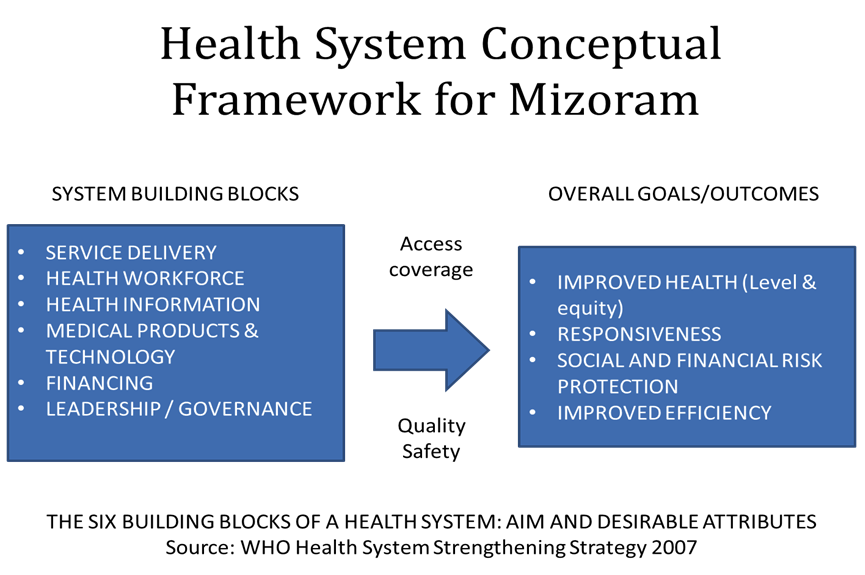 Health System Conceptual
Framework for Mizoram
SYSTEM BUILDING BLOCKS
• SERVICE DELIVERY
• HEALTH WORKFORCE
• HEALTH INFORMATION
• MEDICAL PRODUCTS &
TECHNOLOGY
• FINANCING
• LEADERSHIP / GOVERNANCE
Access
coverage
Quality
Safety
OVERALL GOALS/OUTCOMES
• IMPROVED HEALTH (Level &
equity)
• RESPONSIVENESS
• SOCIAL AND FINANCIAL RISK
PROTECTION
• IMPROVED EFFICIENCY
THE SIX BUILDING BLOCKS OF A HEALTH SYSTEM: AIM AND DESIRABLE ATTRIBUTES
Source: WHO Health System Strengthening Strategy 2007